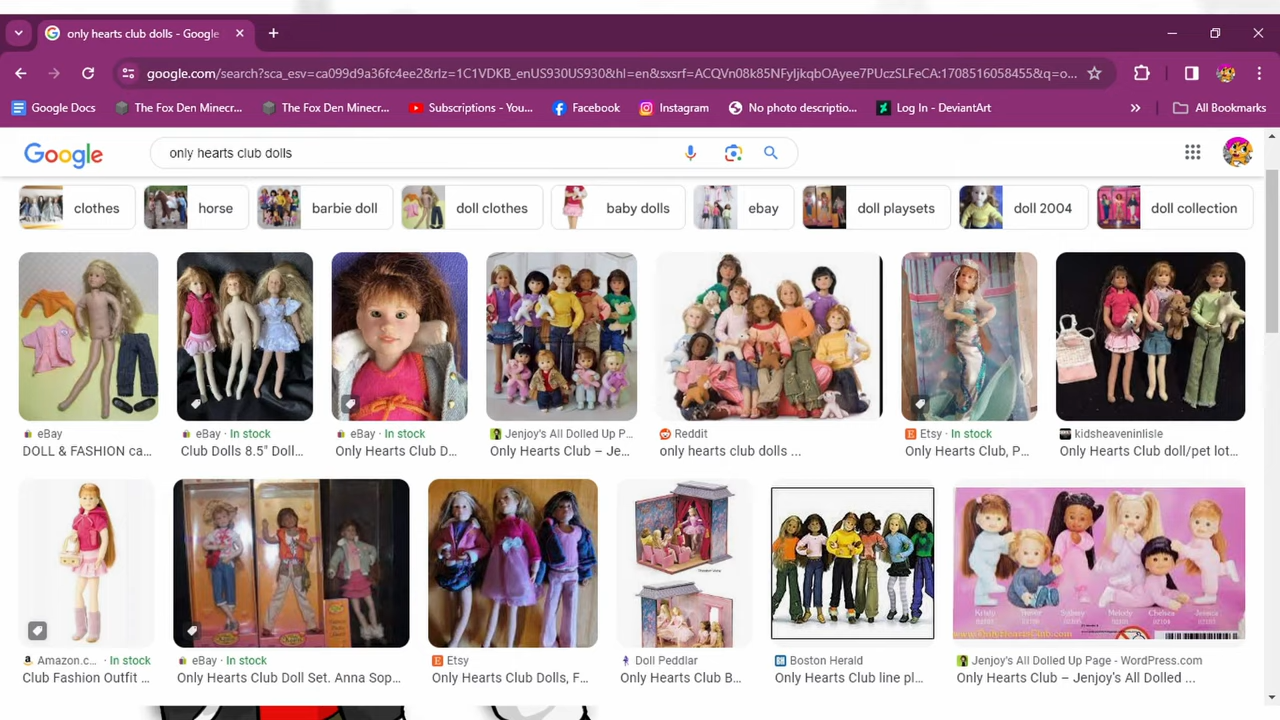 only hearts club dolls - Google
google.com/search?sca_esv=ca099d9a36fc4ee2&rlz=1C1VDKB_enUS930US930&hl=en&sxsrf=ACQVn08k85NFyIjkqbOAyee7PUczSLFeCA:1708516058455&q=o...
Google Docs
The Fox Den Minecr...
The Fox Den Minecr...
Subscriptions - You...
Facebook
Instagram
No photo descriptio...
Log In - DeviantArt
»
All Bookmarks
Google
only hearts club dolls
clothes
horse
barbie doll
doll clothes
baby dolls
ebay
doll playsets
doll 2004
doll collection
eBay
DOLL & FASHION ca...
eBay · In stock
Club Dolls 8.5" Doll...
eBay · In stock
Only Hearts Club D...
Jenjoy's All Dolled Up P...
Only Hearts Club – Je...
Reddit
only hearts club dolls ...
Etsy · In stock
Only Hearts Club, P...
kidsheaveninlisle
Only Hearts Club doll/pet lot...
Amazon.c... · In stock
Club Fashion Outfit ...
eBay · In stock
Only Hearts Club Doll Set. Anna Sop...
Etsy
Only Hearts Club Dolls, F...
Doll Peddlar
Only Hearts Club B...
Boston Herald
Only Hearts Club line pl...
Sydney
Melody
Chelsea
Jessica
Jenjoy's All Dolled Up Page - WordPress.com
Only Hearts Club – Jenjoy's All Dolled ...